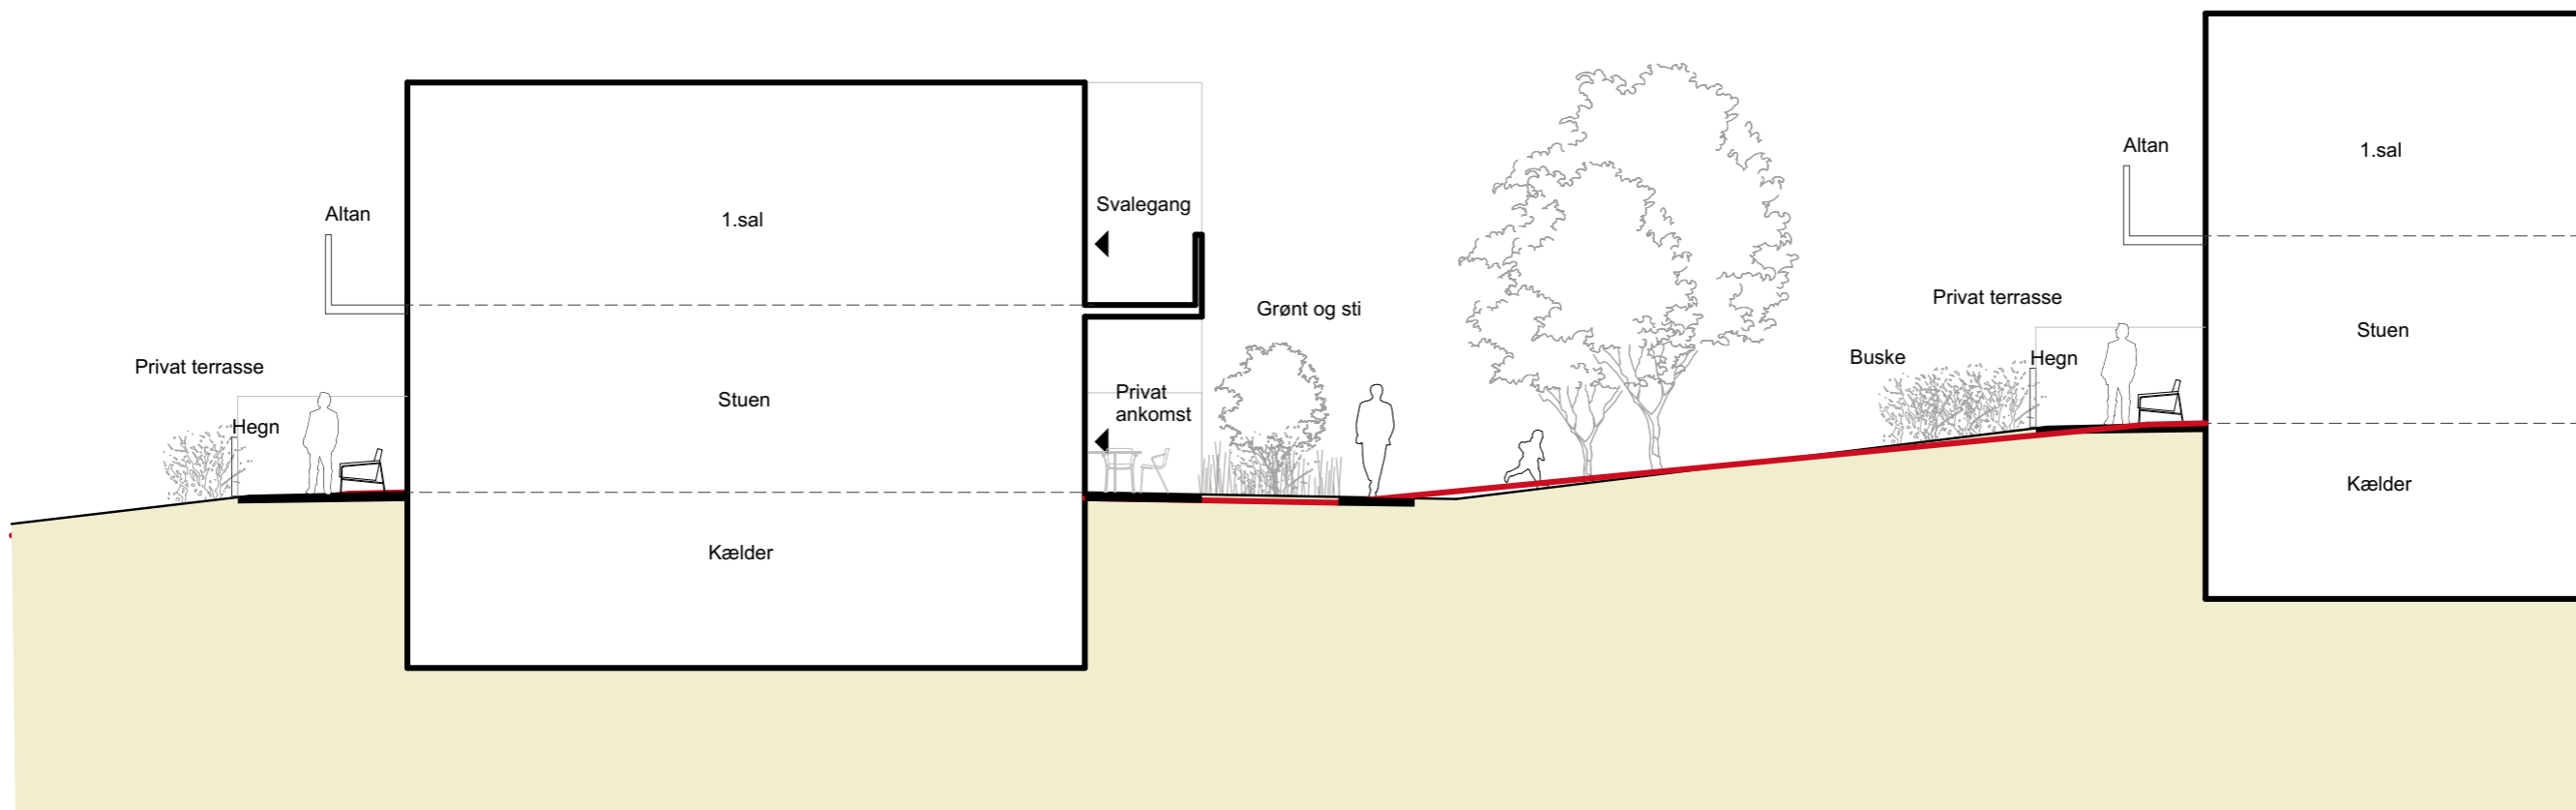 Altan
1.sal
Svalegang
Privat terrasse
Hegn
Stuen
Privat
ankomst
Kælder
Grønt og sti
Altan
1.sal
Privat terrasse
Buske
Hegn
Stuen
Kælder